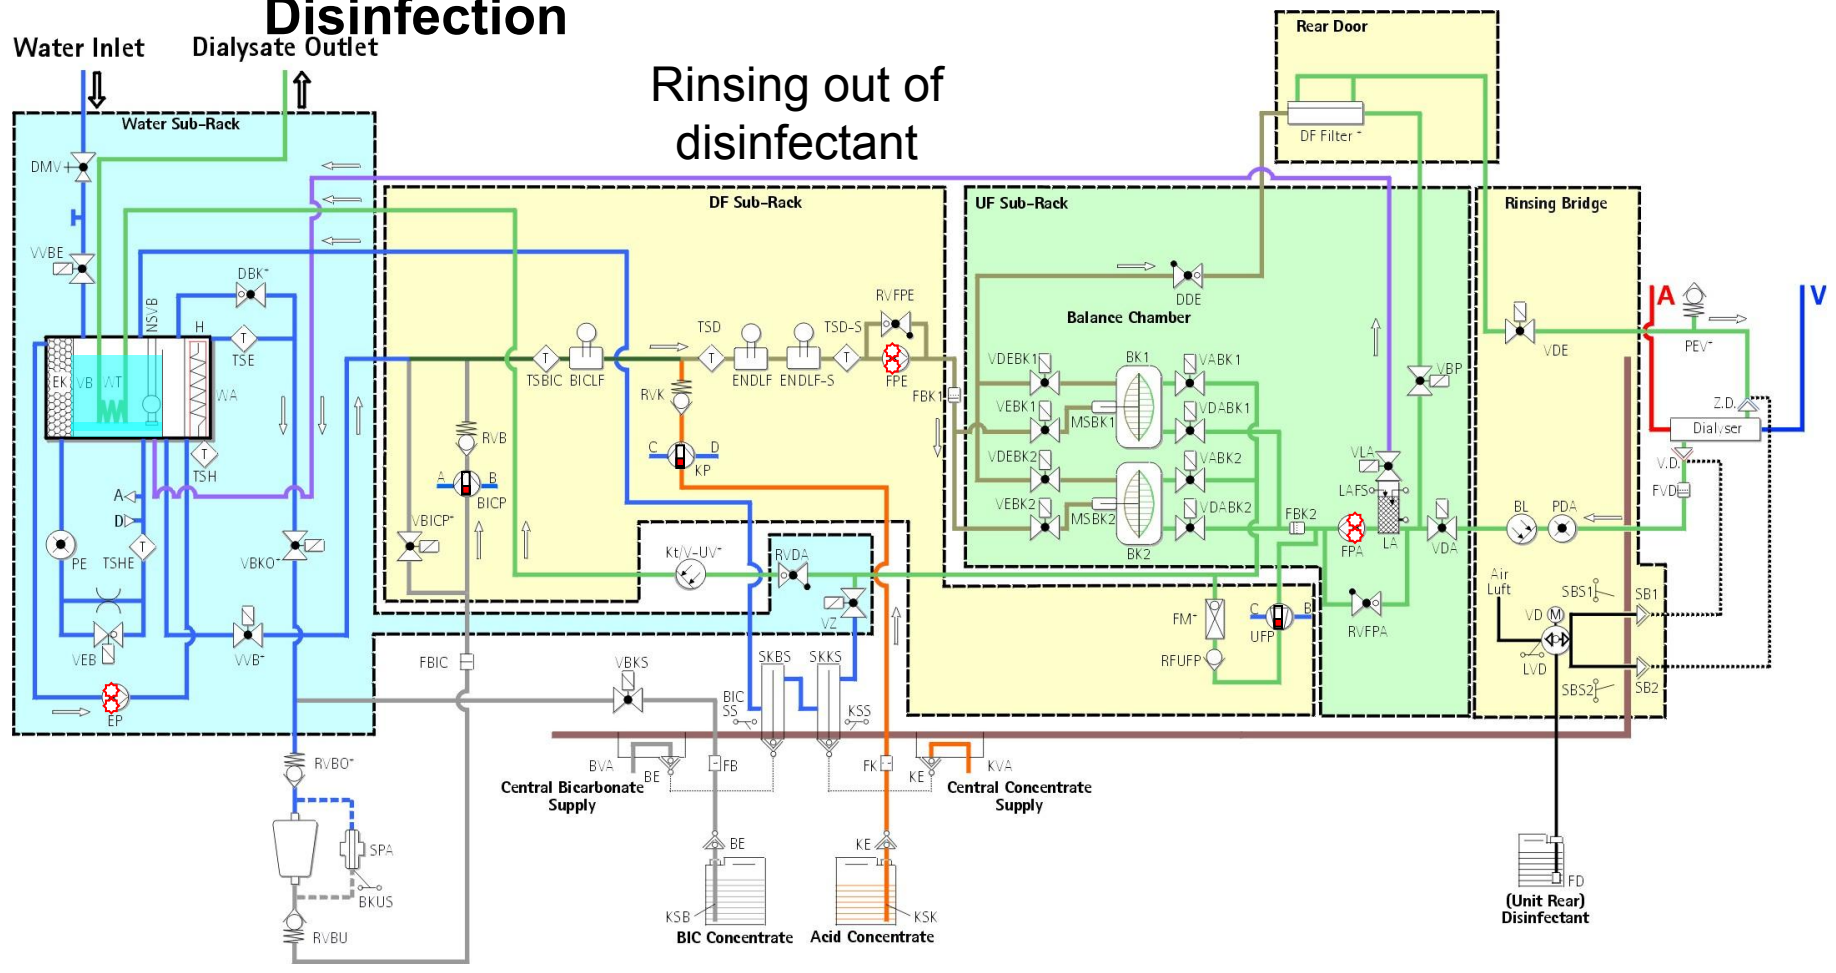 Disinfection
Water Inlet
Dialysate Outlet
Rinsing out of
disinfectant
Rear Door
DF Filter -
Water Sub-Rack
DMV
VVBE
DBK-
NSVB
H
TSE
EK
VB
WT
WA
TSH
A
D
PE
TSHE
VBKO-
VEB
VVB-
EP
DF Sub-Rack
TSBIC
BICLF
TSD
ENDLF
ENDLF-S
TSD-S
RVFPE
FPE
FBK1
RVK
C
D
KP
RVB
A
B
BICP
VBICP-
Kt/V-UV-
RVDA
VZ
UF Sub-Rack
DDE
Balance Chamber
VDEBK1
BK1
VABK1
VEBK1
MSBK1
VDABK1
VDEBK2
VABK2
VEBK2
MSBK2
VDABK2
BK2
FBK2
FPA
LA
LAFS
VLA
VBP
VDA
RVFPA
FM-
RFUFP
C
B
UFP
Rinsing Bridge
VDE
A
V
PEV-
Z.D.
Dialyser
V.D.
FVD
BL
PDA
Air
Luft
VD
M
LVD
SBS1
SB1
SBS2
SB2
FBIC
VBKS
SKBS
SKKS
BIC
SS
KSS
BVA
BE
FB
FK
KE
KVA
Central Bicarbonate
Supply
Central Concentrate
Supply
RVBO-
SPA
BKUS
RVBU
BE
KE
KSB
KSK
BIC Concentrate
Acid Concentrate
FD
(Unit Rear)
Disinfectant